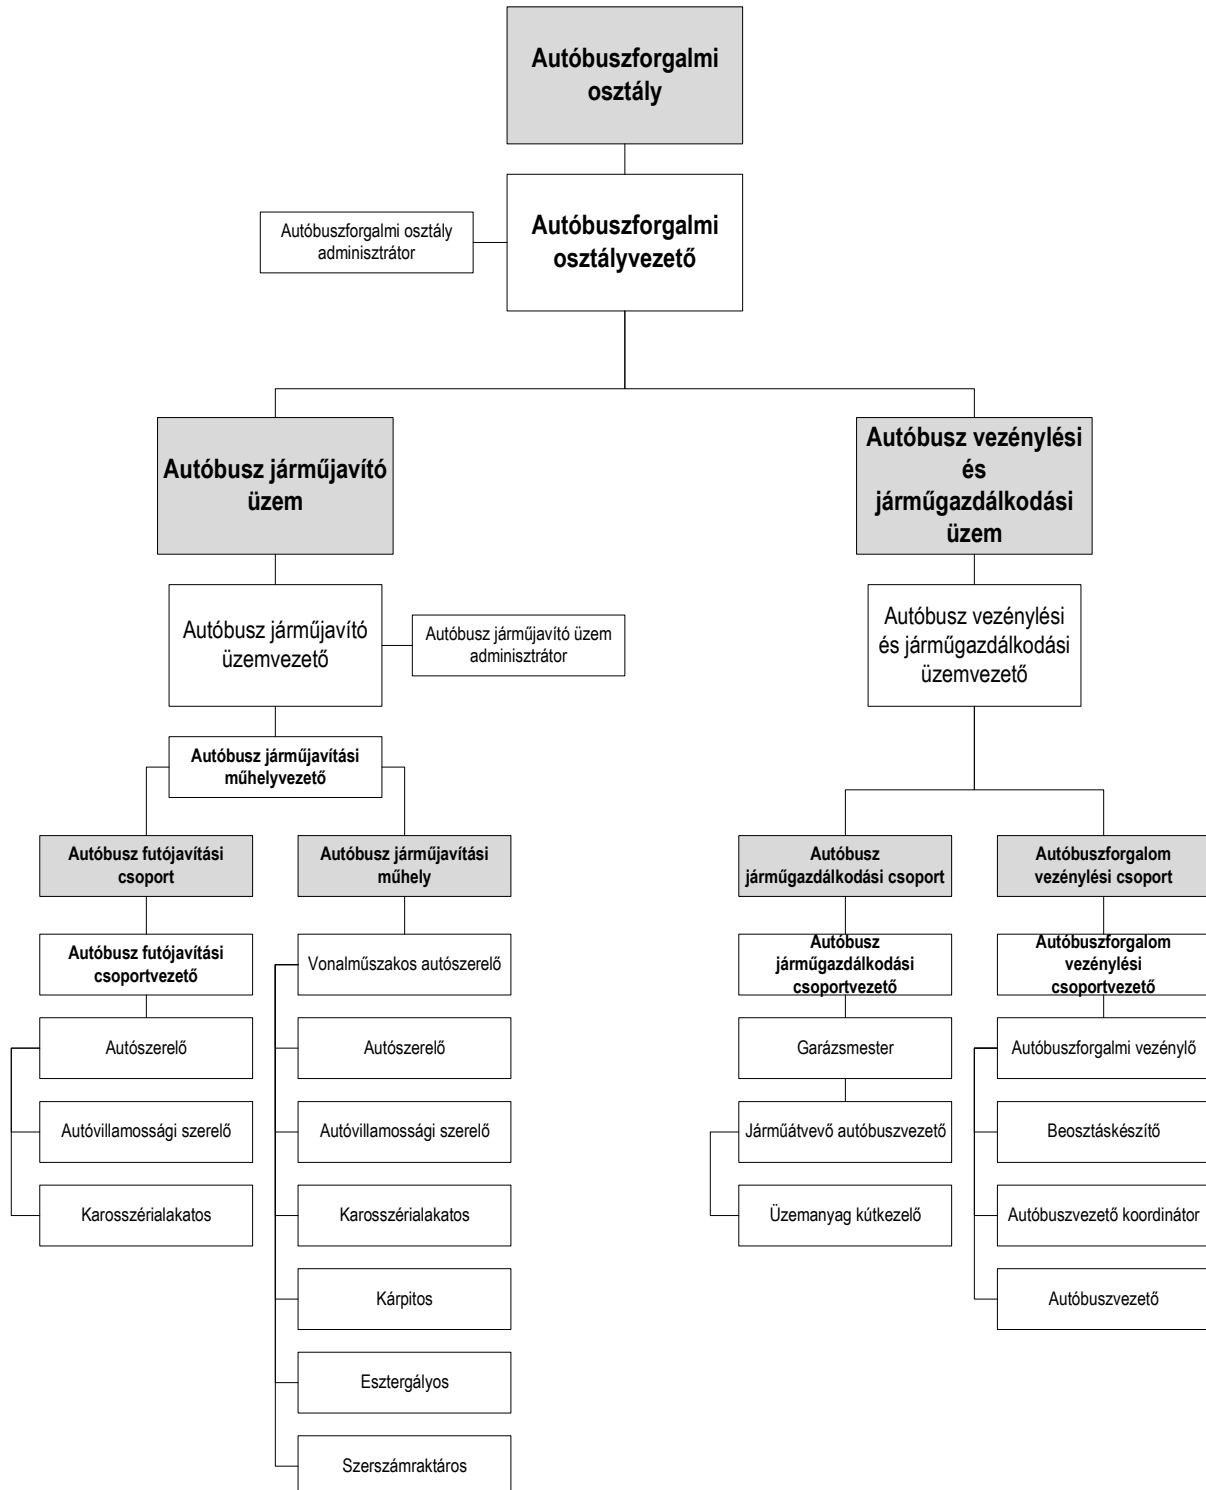 Autóbuszforgalmi
osztály
Autóbuszforgalmi osztály
adminisztrátor
Autóbuszforgalmi
osztályvezető
Autóbusz járműjavító
üzem
Autóbusz vezénylési
és
járműgazdálkodási
üzem
Autóbusz járműjavító
üzemvezető
Autóbusz járműjavító üzem
adminisztrátor
Autóbusz vezénylési
és járműgazdálkodási
üzemvezető
Autóbusz járműjavítási
műhelyvezető
Autóbusz futójavítási
csoport
Autóbusz járműjavítási
műhely
Autóbusz
járműgazdálkodási csoport
Autóbuszforgalom
vezénylési csoport
Autóbusz futójavítási
csoportvezető
Vonalműszakos autószerelő
Autóbusz
járműgazdálkodási
csoportvezető
Autóbuszforgalom
vezénylési
csoportvezető
Autószerelő
Autószerelő
Garázsmester
Autóbuszforgalmi vezénylő
Autóvillamossági szerelő
Autóvillamossági szerelő
Járműátvevő autóbuszvezető
Beosztáskészítő
Karosszérialakatos
Karosszérialakatos
Üzemanyag kútkezelő
Autóbuszvezető koordinátor
Kárpitos
Autóbuszvezető
Esztergályos
Szerszámraktáros